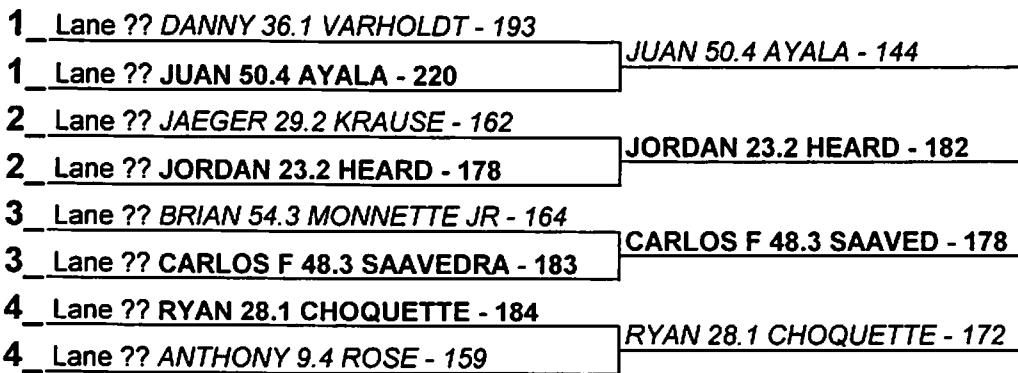 1_ Lane ?? DANNY 36.1 VARHOLDT - 193
JUAN 50.4 AYALA - 144
1_ Lane ?? JUAN 50.4 AYALA - 220
2_ Lane ?? JAEGER 29.2 KRAUSE - 162
JORDAN 23.2 HEARD - 182
2_ Lane ?? JORDAN 23.2 HEARD - 178
3_ Lane ?? BRIAN 54.3 MONNETTE JR - 164
CARLOS F 48.3 SAAVED - 178
3_ Lane ?? CARLOS F 48.3 SAAVEDRA - 183
4_ Lane ?? RYAN 28.1 CHOQUETTE - 184
RYAN 28.1 CHOQUETTE - 172
4_ Lane ?? ANTHONY 9.4 ROSE - 159